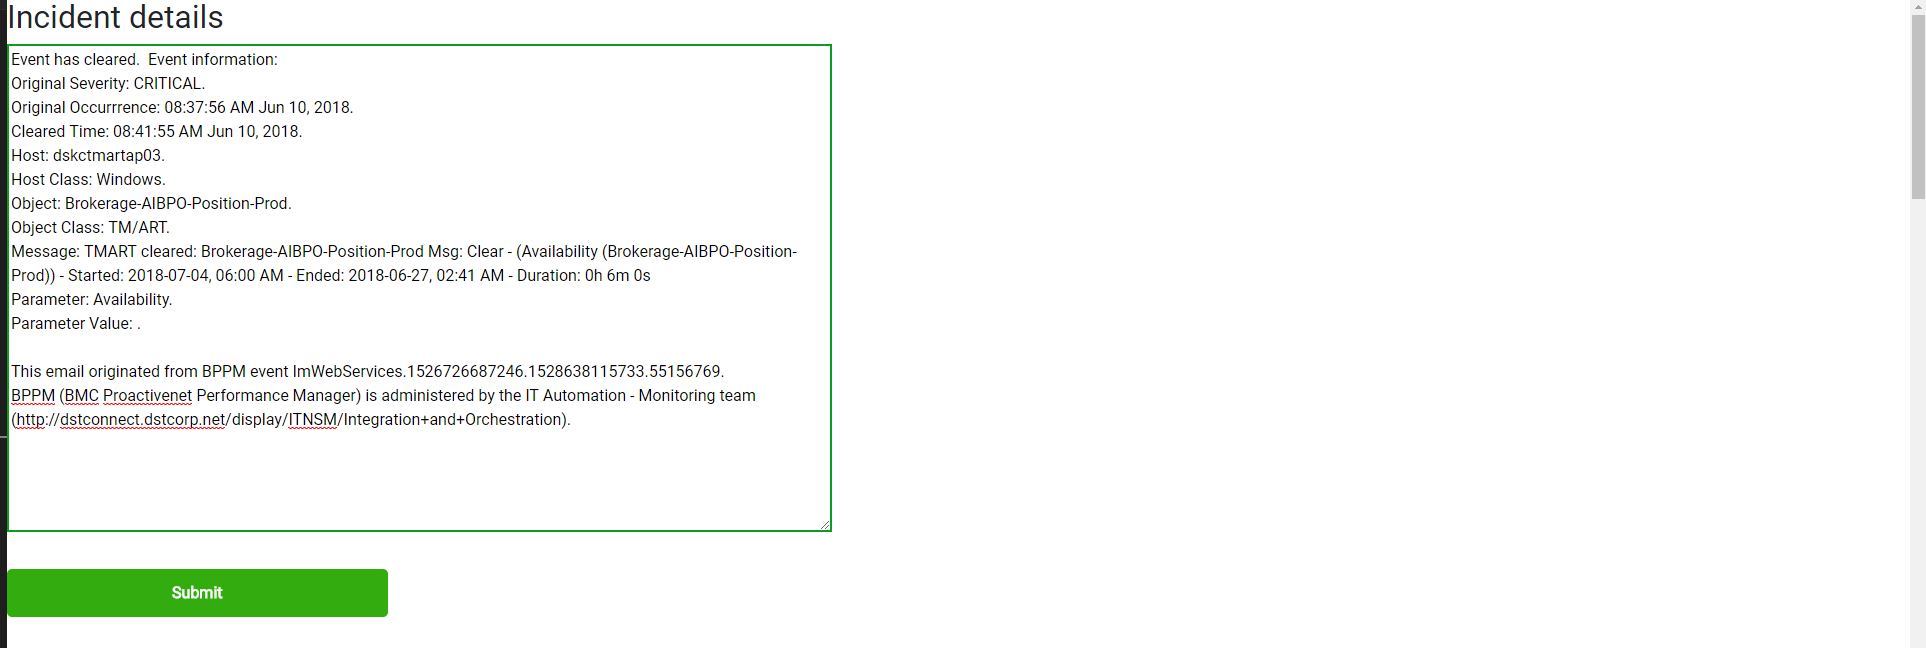 Incident details
Event has cleared.  Event information:
Original Severity: CRITICAL.
Original Occurrrence: 08:37:56 AM Jun 10, 2018.
Cleared Time: 08:41:55 AM Jun 10, 2018.
Host: dskctmartap03.
Host Class: Windows.
Object: Brokerage-AIBPO-Position-Prod.
Object Class: TM/ART.
Message: TMART cleared: Brokerage-AIBPO-Position-Prod Msg: Clear - (Availability (Brokerage-AIBPO-Position-
Prod)) - Started: 2018-07-04, 06:00 AM - Ended: 2018-06-27, 02:41 AM - Duration: 0h 6m 0s
Parameter: Availability.
Parameter Value: .
This email originated from BPPM event ImWebServices.1526726687246.1528638115733.55156769.
BPPM (BMC Proactivenet Performance Manager) is administered by the IT Automation - Monitoring team
(http://dstconnect.dstcorp.net/display/ITNSM/Integration+and+Orchestration).
Submit